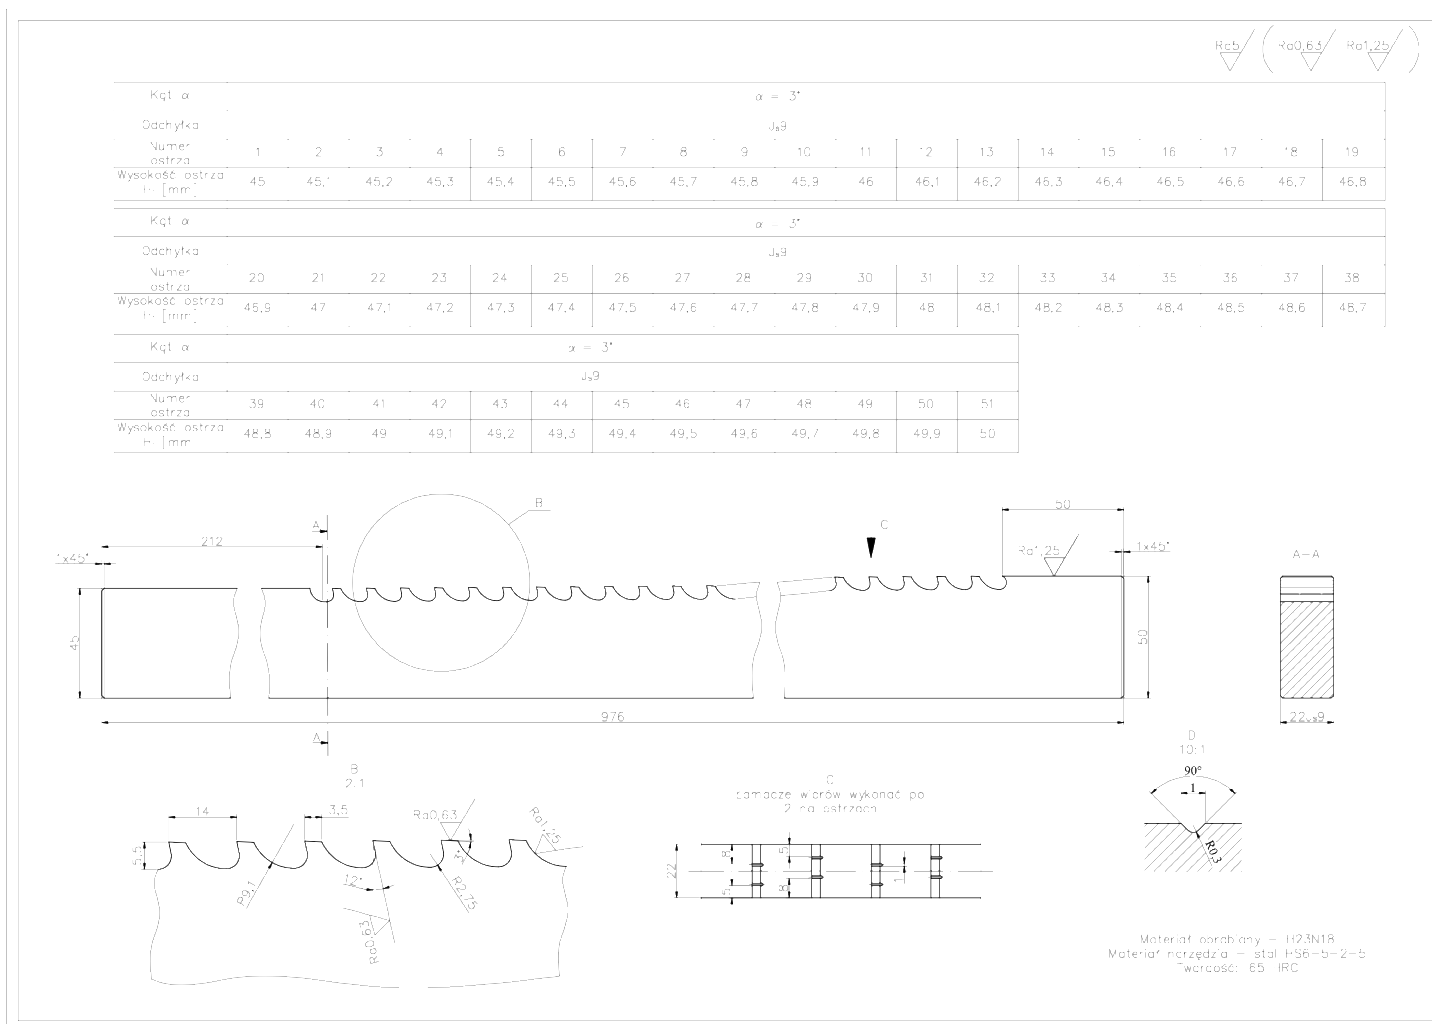 Ra5 Ra0,63 Ra1,25
Kąt α α = 3°
Odchyłka Js9
Numer ostrza 1 2 3 4 5 6 7 8 9 10 11 12 13 14 15 16 17 18 19
Wysokość ostrza H [mm] 45 45,1 45,2 45,3 45,4 45,5 45,6 45,7 45,8 45,9 46 46,1 46,2 46,3 46,4 46,5 46,6 46,7 46,8
Kąt α α = 3°
Odchyłka Js9
Numer ostrza 20 21 22 23 24 25 26 27 28 29 30 31 32 33 34 35 36 37 38
Wysokość ostrza H [mm] 46,9 47 47,1 47,2 47,3 47,4 47,5 47,6 47,7 47,8 47,9 48 48,1 48,2 48,3 48,4 48,5 48,6 48,7
Kąt α α = 3°
Odchyłka Js9
Numer ostrza 39 40 41 42 43 44 45 46 47 48 49 50 51
Wysokość ostrza H [mm] 48,8 48,9 49 49,1 49,2 49,3 49,4 49,5 49,6 49,7 49,8 49,9 50
B
50
A
C
212
Ra1,25
1x45°
1x45°
A-A
45
50
976
22Js9
A
D
10:1
B
2:1
90°
1
C
Łamacze wiórów wykonać po
2 na ostrzach
14
3,5
Ra0,63
Ra1,25
5,5
3°
R9,1
12°
R2,75
Ra0,63
22
8
5
5
8
1
R0,3
Materiał obrabiany - H23N18
Materiał narzędzia - stal HS6-5-2-5
Twardość: 65 HRC